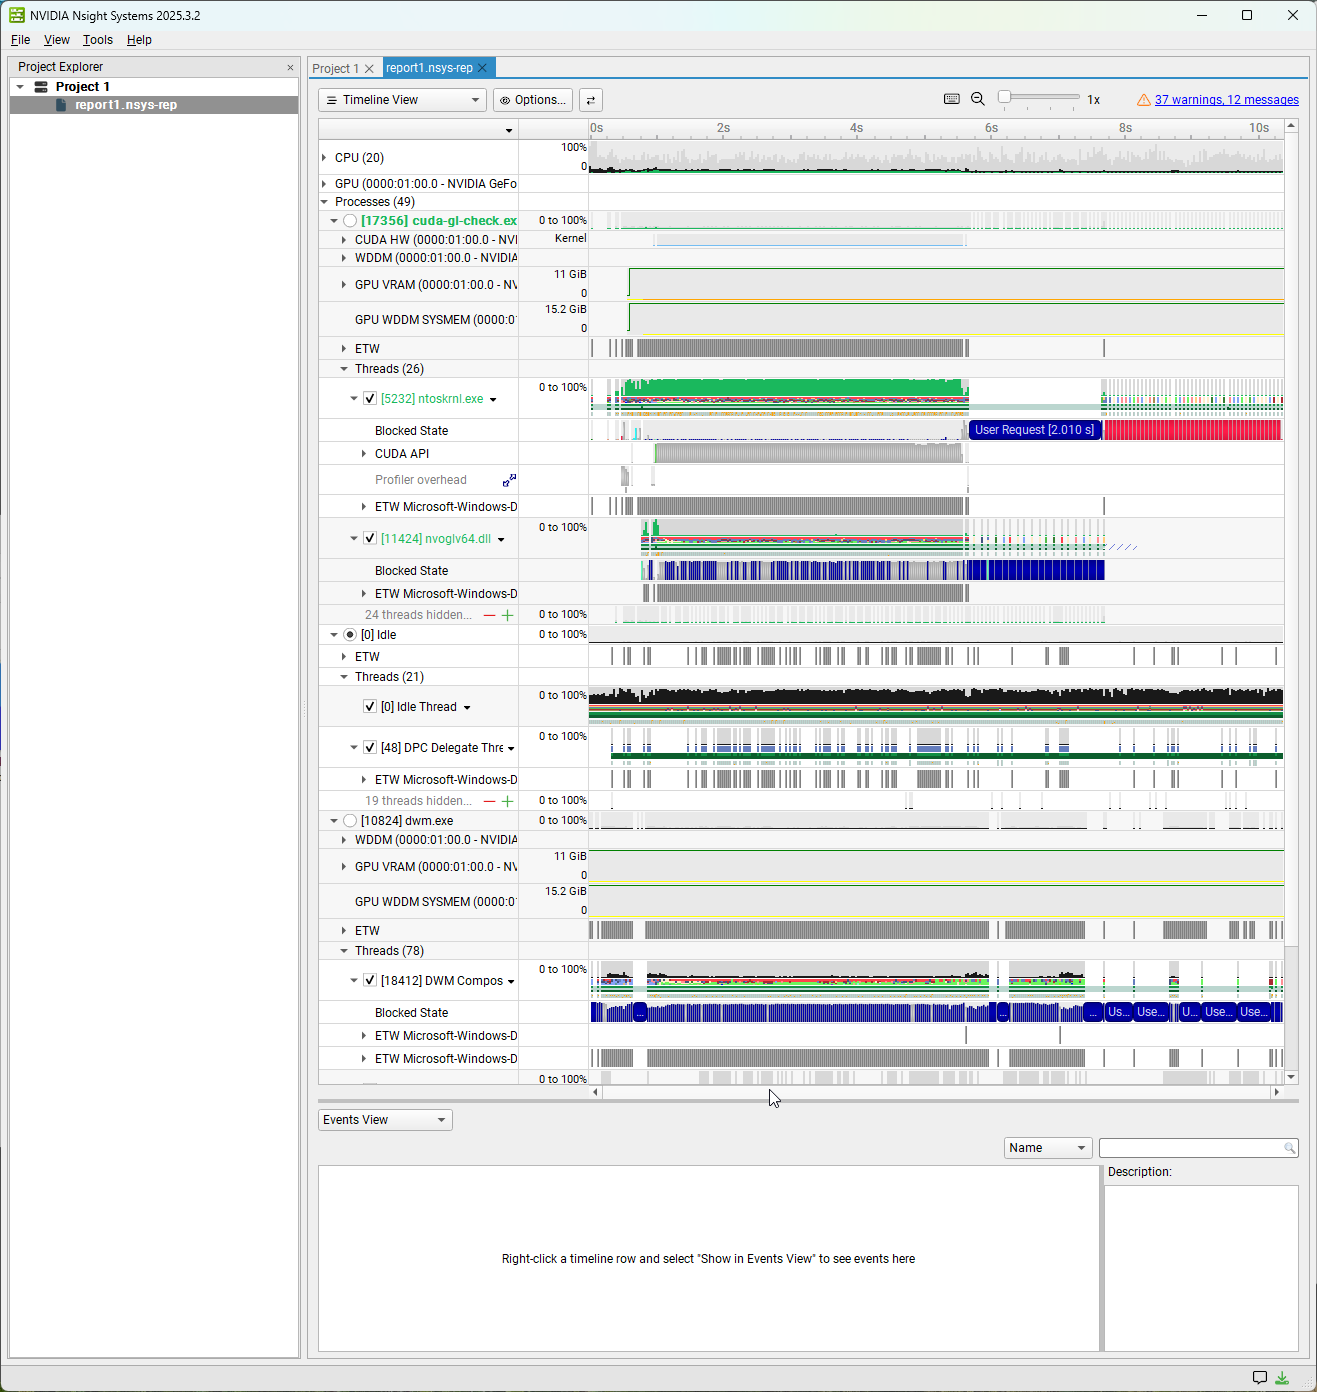 NVIDIA Nsight Systems 2025.3.2
File View Tools Help
Project Explorer
Project 1
report1.nsys-rep
Project 1
report1.nsys-rep
Timeline View
Options...
1x
37 warnings, 12 messages
0s 2s 4s 6s 8s 10s
CPU (20)
100%
0
GPU (0000:01:00.0 - NVIDIA GeFo
Processes (49)
[17356] cuda-gl-check.ex
0 to 100%
CUDA HW (0000:01:00.0 - NVI
Kernel
WDDM (0000:01:00.0 - NVIDIA
GPU VRAM (0000:01:00.0 - NV
11 GiB
0
GPU WDDM SYSMEM (0000:0
15.2 GiB
0
ETW
Threads (26)
[5232] ntoskrnl.exe
0 to 100%
Blocked State
User Request [2.010 s]
CUDA API
Profiler overhead
ETW Microsoft-Windows-D
[11424] nvoglv64.dll
0 to 100%
Blocked State
ETW Microsoft-Windows-D
24 threads hidden...
0 to 100%
[0] Idle
0 to 100%
ETW
Threads (21)
[0] Idle Thread
0 to 100%
[48] DPC Delegate Thre
0 to 100%
ETW Microsoft-Windows-D
19 threads hidden...
0 to 100%
[10824] dwm.exe
0 to 100%
WDDM (0000:01:00.0 - NVIDIA
GPU VRAM (0000:01:00.0 - NV
11 GiB
0
GPU WDDM SYSMEM (0000:0
15.2 GiB
0
ETW
Threads (78)
[18412] DWM Compos
0 to 100%
Blocked State
... ... ... Us... Use... U... Use... Use...
ETW Microsoft-Windows-D
ETW Microsoft-Windows-D
0 to 100%
Events View
Name
Description:
Right-click a timeline row and select "Show in Events View" to see events here